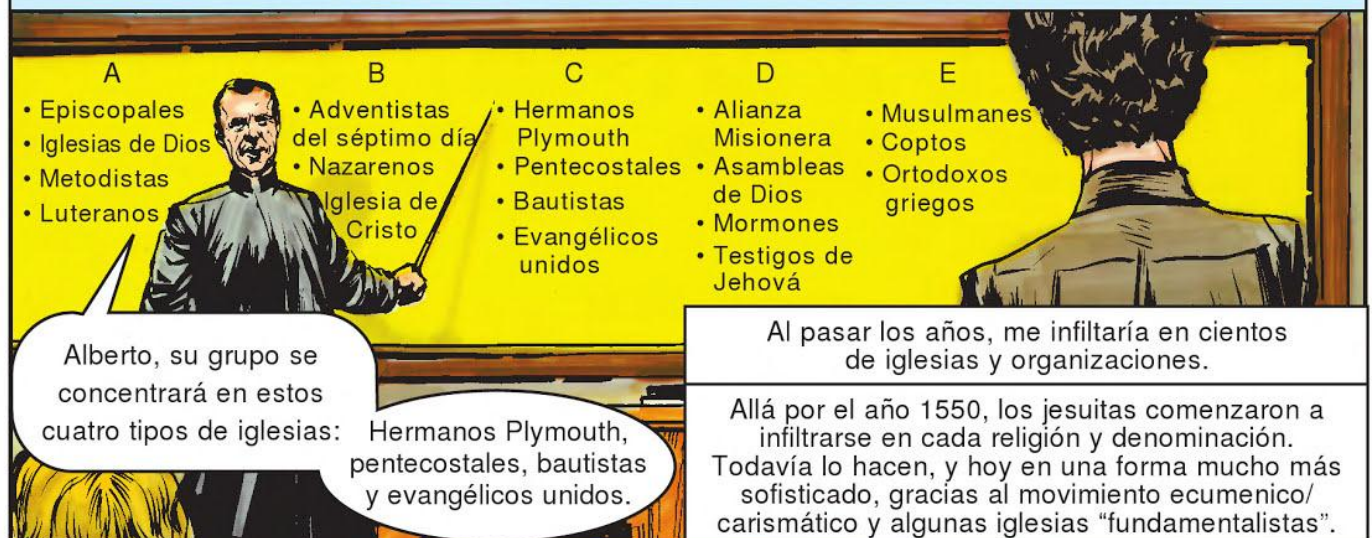 A
• Episcopales
• Iglesias de Dios
• Metodistas
• Luteranos
B
• Adventistas
del séptimo día
• Nazarenos
Iglesia de
Cristo
C
• Hermanos
Plymouth
• Pentecostales
• Bautistas
• Evangélicos
unidos
D
• Alianza
Misionera
• Asambleas
de Dios
• Mormones
• Testigos de
Jehová
E
• Musulmanes
• Coptos
• Ortodoxos
griegos
Alberto, su grupo se
concentrará en estos
cuatro tipos de iglesias:
Hermanos Plymouth,
pentecostales, bautistas
y evangélicos unidos.
Al pasar los años, me infiltaría en cientos
de iglesias y organizaciones.
Allá por el año 1550, los jesuitas comenzaron a
infiltrarse en cada religión y denominación.
Todavía lo hacen, y hoy en una forma mucho más
sofisticado, gracias al movimiento ecumenico/
carismático y algunas iglesias “fundamentalistas”.